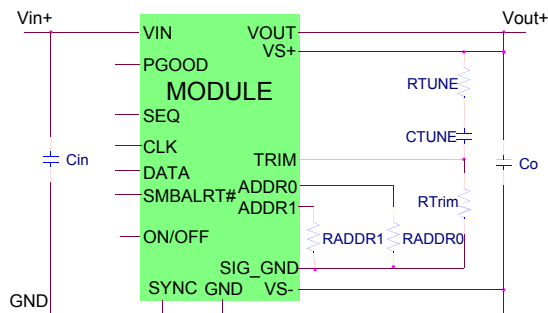 Vin+
Vout+
VIN
VOUT
VS+
PGOOD
RTUNE
MODULE
SEQ
CTUNE
CLK
Cin
TRIM
Co
DATA
ADDR0
SMBALRT#
RTrim
ADDR1
ON/OFF
RADDR1
RADDR0
SIG_GND
SYNC
GND
VS-
GND